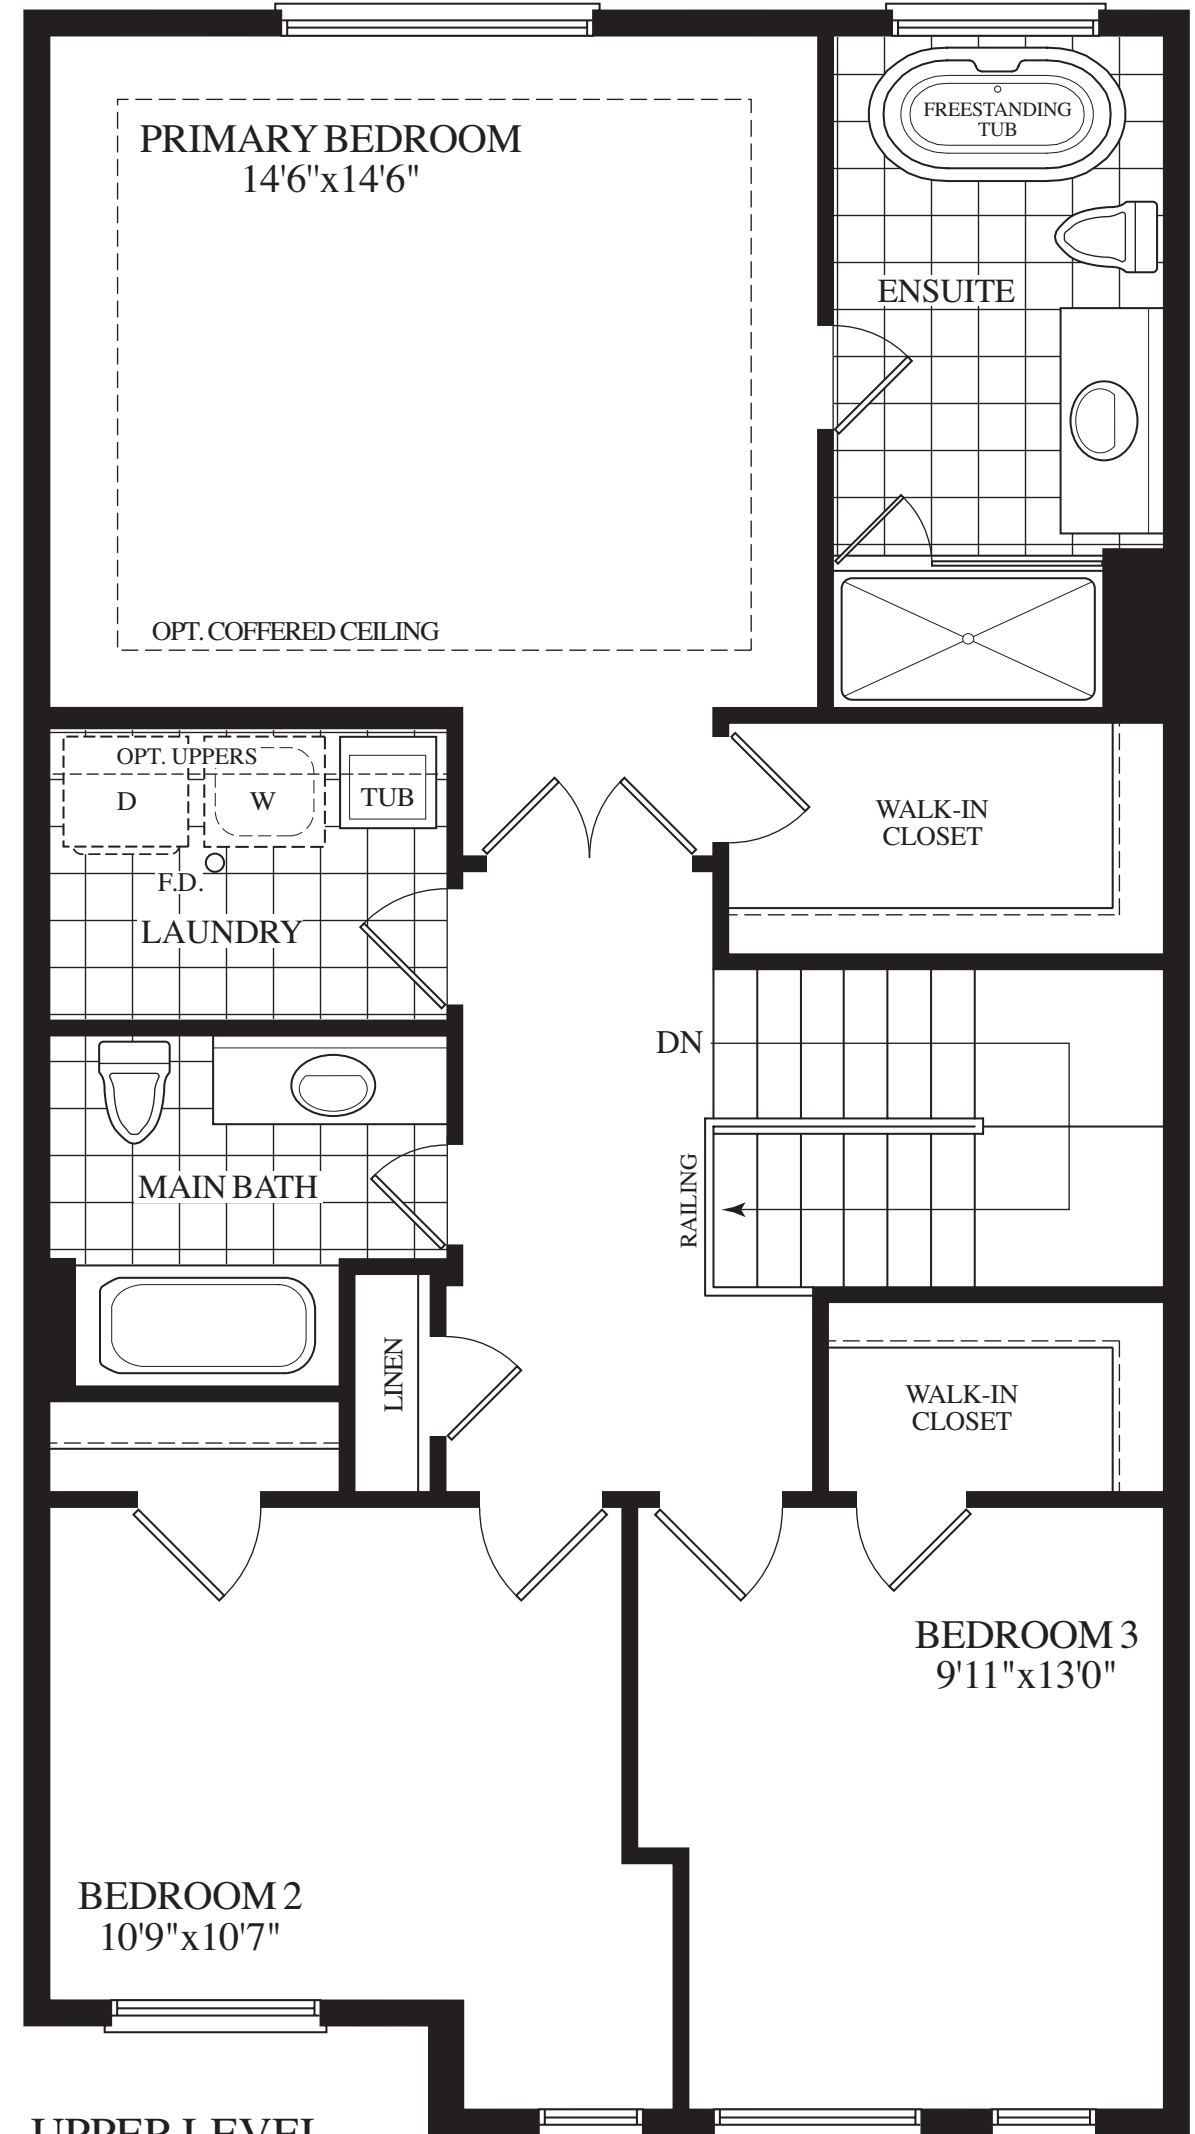 PRIMARY BEDROOM
14'6"x14'6"
FREESTANDING
TUB
ENSUITE
OPT. COFFERED CEILING
OPT. UPPERS
D
W
TUB
F.D.
LAUNDRY
WALK-IN
CLOSET
DN
RAILING
MAIN BATH
LINEN
WALK-IN
CLOSET
BEDROOM 3
9'11"x13'0"
BEDROOM 2
10'9"x10'7"
UPPER LEVEL